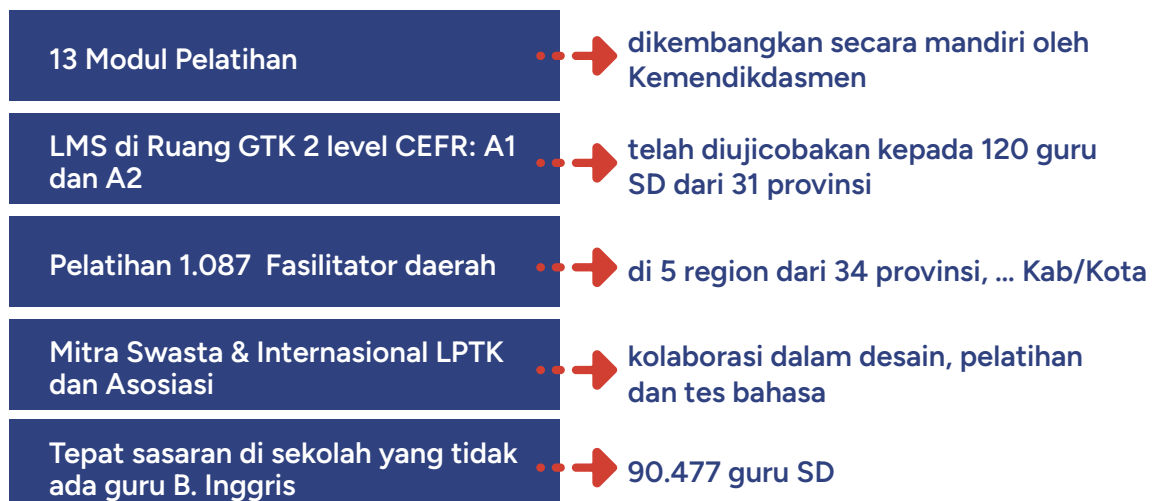 13 Modul Pelatihan
dikembangkan secara mandiri oleh
Kemendikdasmen
LMS di Ruang GTK 2 level CEFR: A1
dan A2
telah diujicobakan kepada 120 guru
SD dari 31 provinsi
Pelatihan 1.087 Fasilitator daerah
di 5 region dari 34 provinsi, ... Kab/Kota
Mitra Swasta & Internasional LPTK
dan Asosiasi
kolaborasi dalam desain, pelatihan
dan tes bahasa
Tepat sasaran di sekolah yang tidak
ada guru B. Inggris
90.477 guru SD